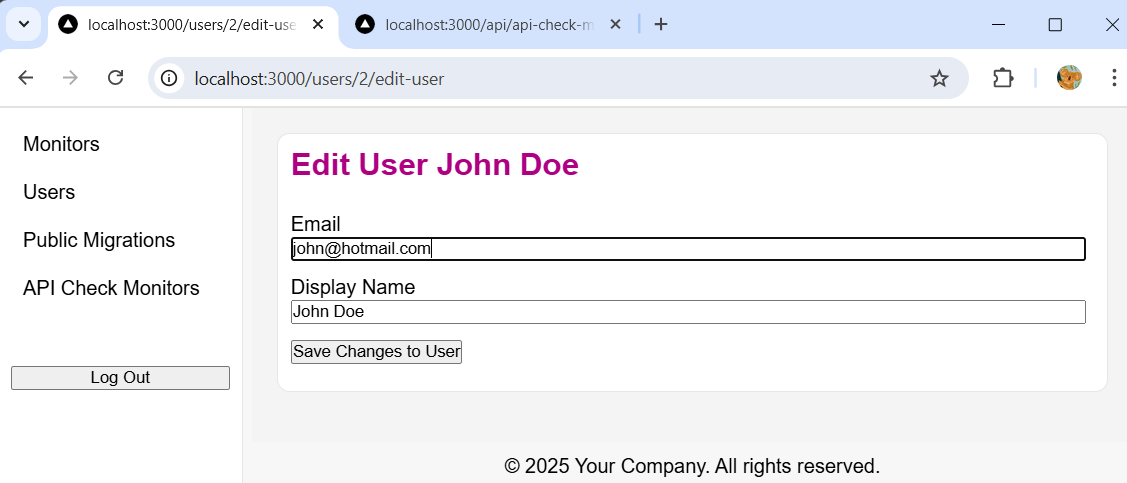 localhost:3000/users/2/edit-use
localhost:3000/api/api-check-m
localhost:3000/users/2/edit-user
Monitors
Users
Public Migrations
API Check Monitors
Log Out
Edit User John Doe
Email
john@hotmail.com
Display Name
John Doe
Save Changes to User
© 2025 Your Company. All rights reserved.